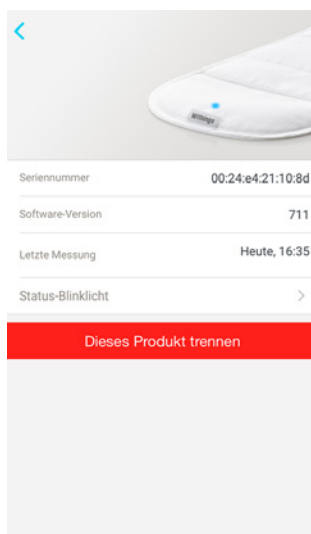 Withings
Seriennummer 00:24:e4:21:10:8d
Software-Version 711
Letzte Messung Heute, 16:35
Status-Blinklicht
Dieses Produkt trennen